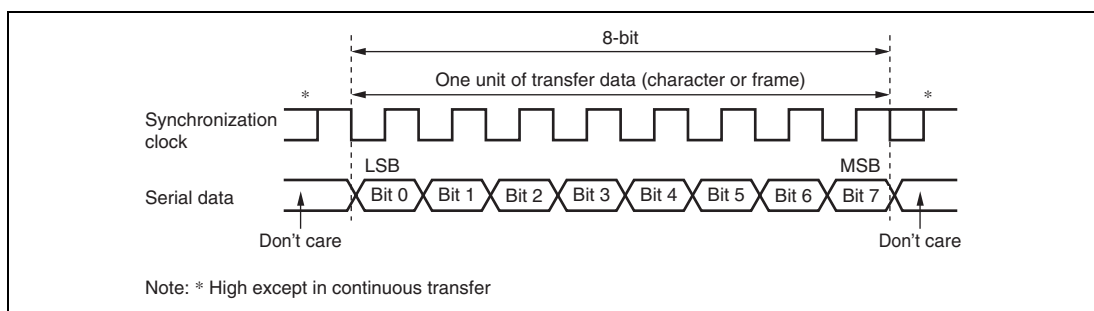 8-bit
One unit of transfer data (character or frame)
*
*
Synchronization
clock
LSB
MSB
Serial data
Bit 0
Bit 1
Bit 2
Bit 3
Bit 4
Bit 5
Bit 6
Bit 7
Don't care
Don't care
Note: * High except in continuous transfer